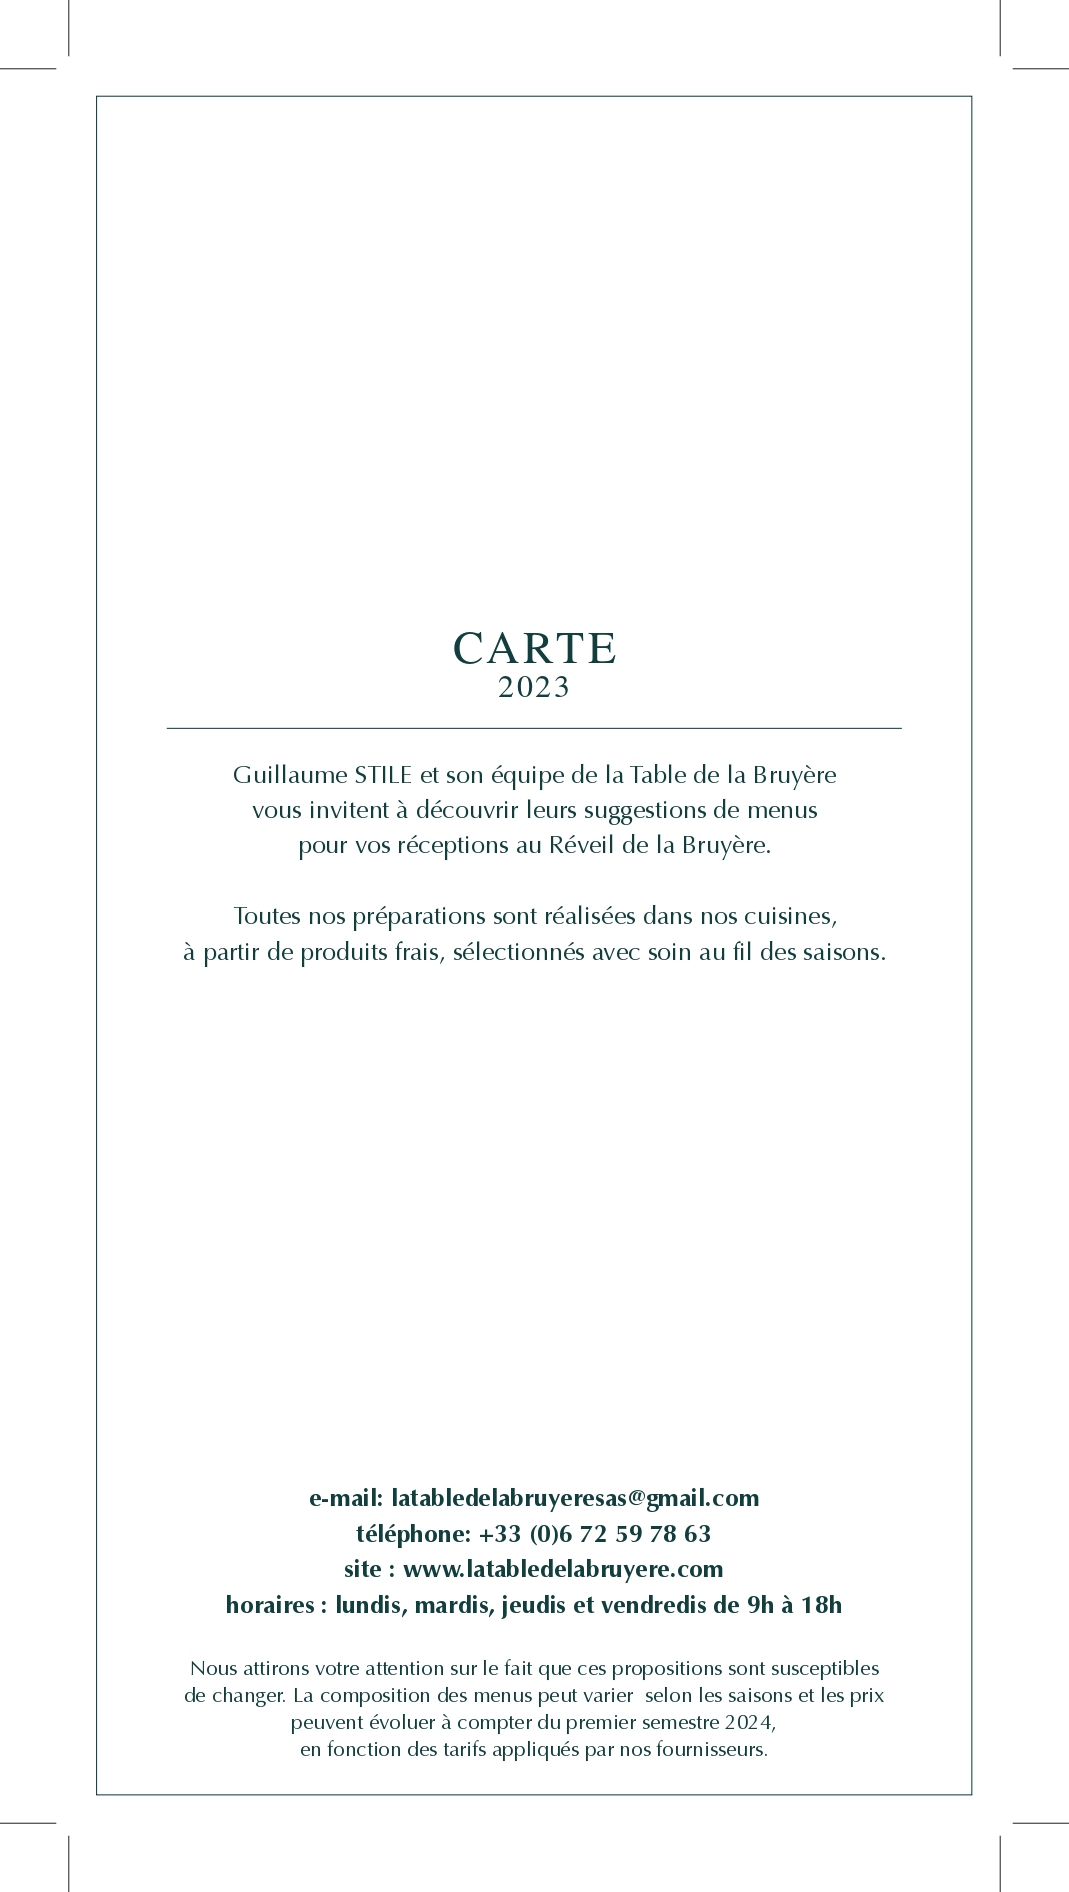 CARTE
2023
Guillaume STILE et son équipe de la Table de la Bruyère
vous invitent à découvrir leurs suggestions de menus
pour vos réceptions au Réveil de la Bruyère.
Toutes nos préparations sont réalisées dans nos cuisines,
à partir de produits frais, sélectionnés avec soin au fil des saisons.
e-mail: latabledelabruyeresas@gmail.com
téléphone: +33 (0)6 72 59 78 63
site : www.latabledelabruyere.com
horaires : lundis, mardis, jeudis et vendredis de 9h à 18h
Nous attirons votre attention sur le fait que ces propositions sont susceptibles
de changer. La composition des menus peut varier  selon les saisons et les prix
peuvent évoluer à compter du premier semestre 2024,
en fonction des tarifs appliqués par nos fournisseurs.